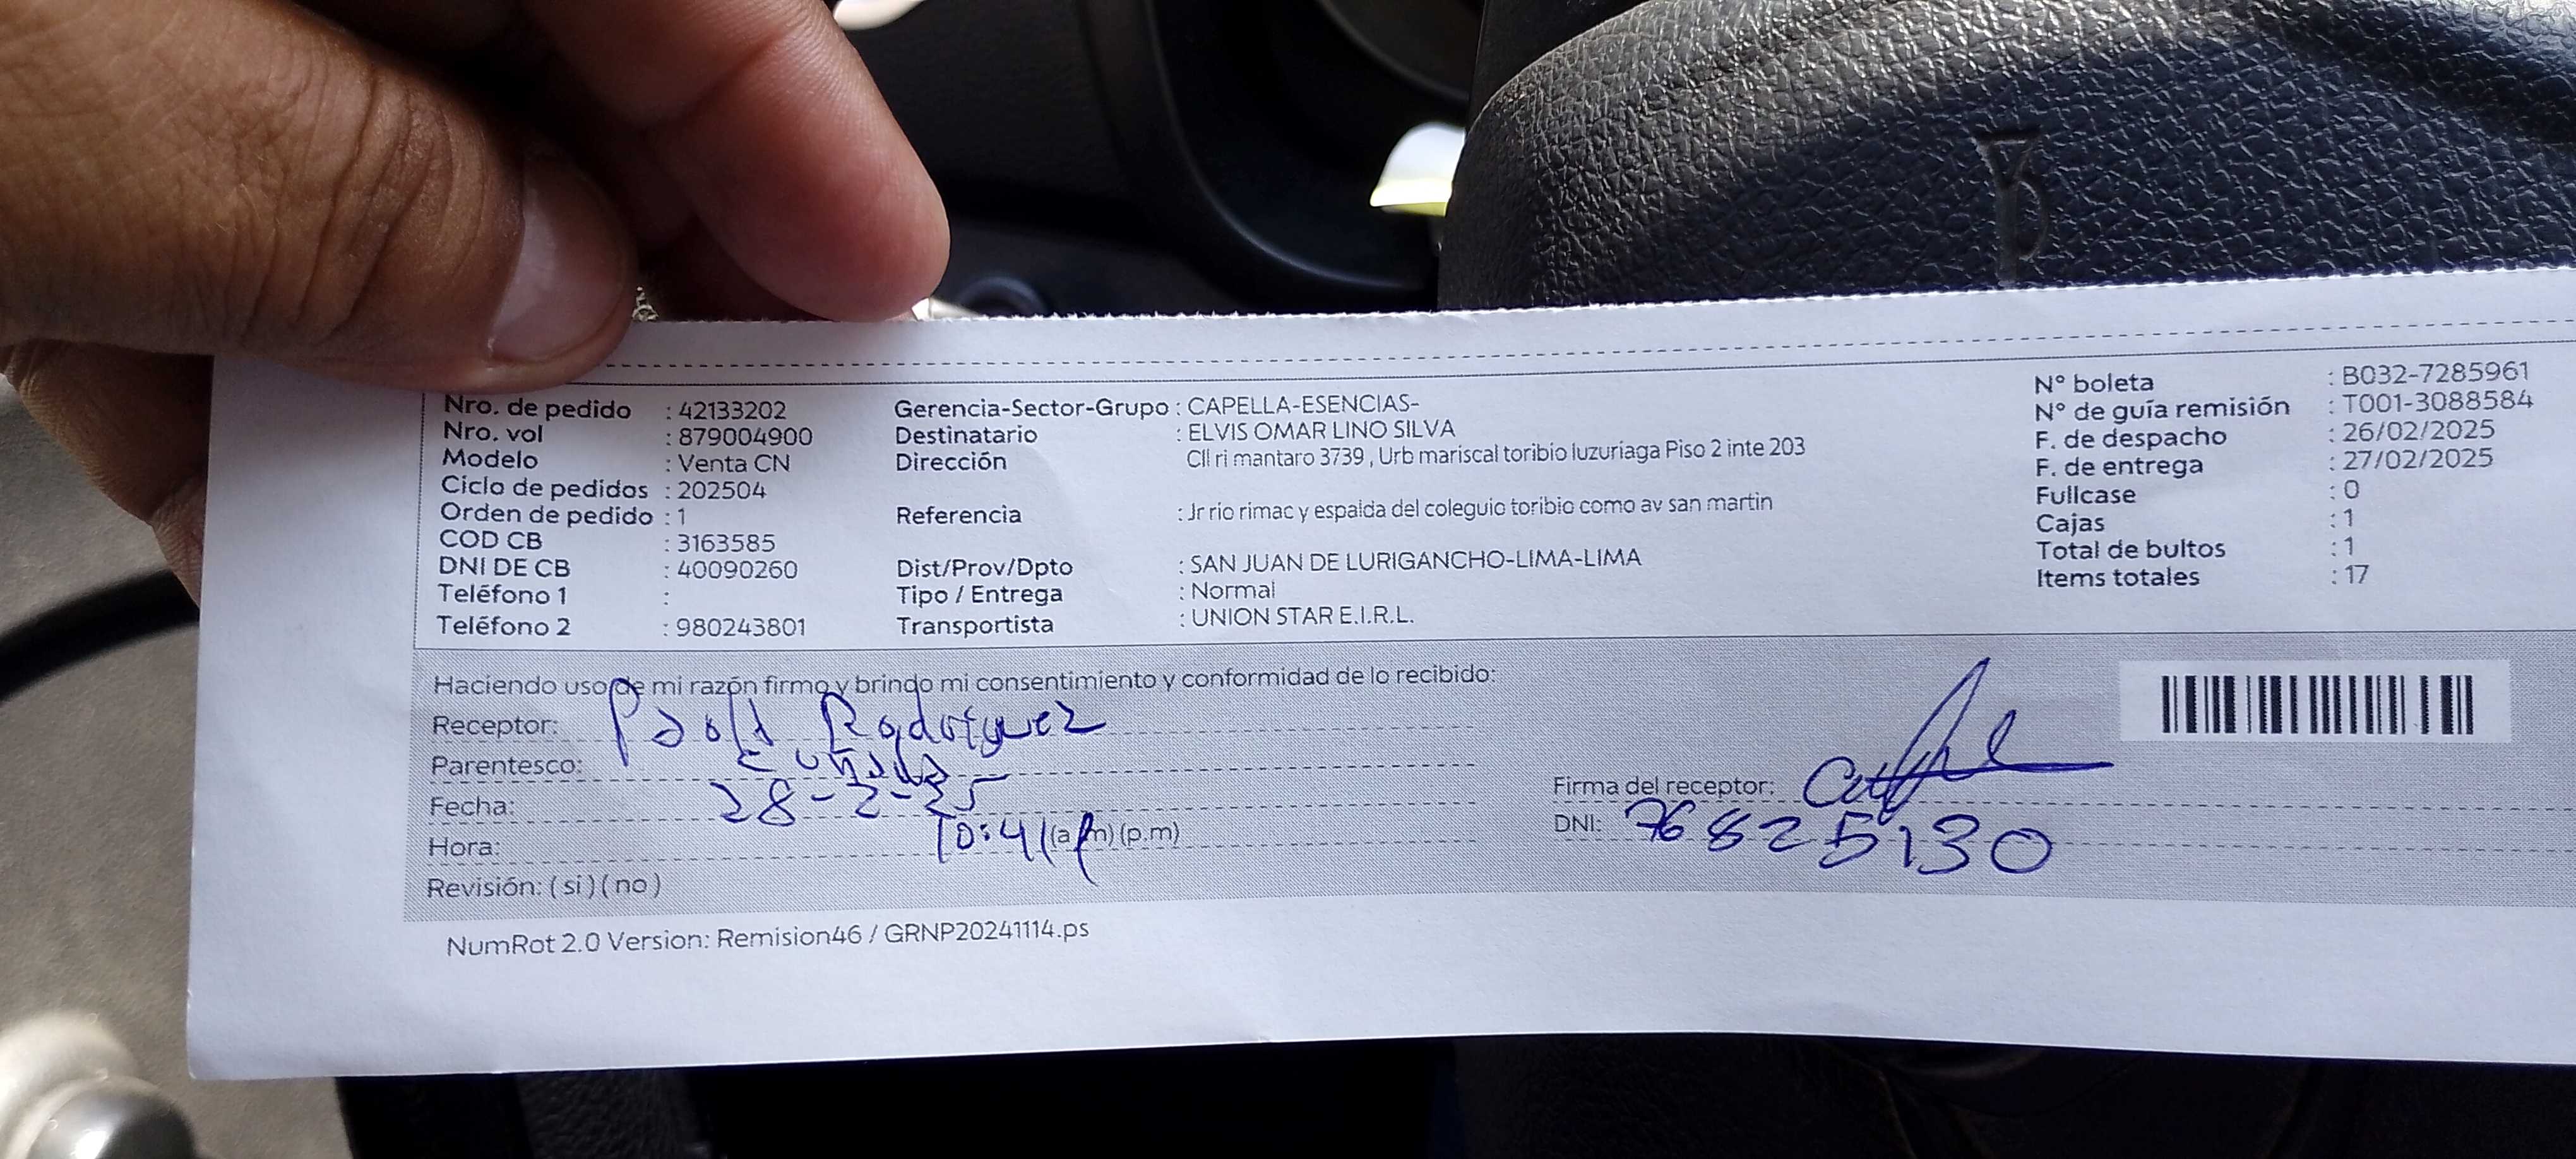 Nro. de pedido : 42133202
Nro. vol : 879004900
Modelo : Venta CN
Ciclo de pedidos : 202504
Orden de pedido : 1
COD CB : 3163585
DNI DE CB : 40090260
Teléfono 1 :
Teléfono 2 : 980243801
Gerencia-Sector-Grupo : CAPELLA-ESENCIAS-
Destinatario : ELVIS OMAR LINO SILVA
Dirección Cll ri mantaro 3739 , Urb mariscal toribio luzuriaga Piso 2 inte 203
Referencia : Jr rio rimac y espalda del coleguio toribio como av san martin
Dist/Prov/Dpto : SAN JUAN DE LURIGANCHO-LIMA-LIMA
Tipo / Entrega : Normal
Transportista : UNION STAR E.I.R.L.
N° boleta : B032-7285961
N° de guía remisión : T001-3088584
F. de despacho : 26/02/2025
F. de entrega : 27/02/2025
Fullcase : 0
Cajas : 1
Total de bultos : 1
Items totales : 17
Haciendo uso de mi razón firmo y brindo mi consentimiento y conformidad de lo recibido:
Receptor: Paola Rodriguez
Parentesco: cuñada
Fecha: 28-2-25
Hora: 10:41 (a.m) (p.m)
Revisión: (si) (no)
Firma del receptor:
DNI: 76825130
NumRot 2.0 Version: Remision46 / GRNP20241114.ps